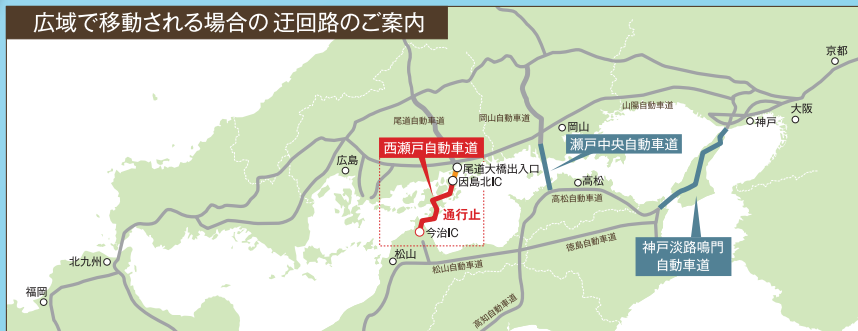 広域で移動される場合の迂回路のご案内
京都
尾道自動車道
岡山自動車道
山陽自動車道
大阪
神戸
岡山
西瀬戸自動車道
瀬戸中央自動車道
広島
尾道大橋出入口
因島北IC
高松
高松自動車道
通行止
今治IC
神戸淡路鳴門
自動車道
徳島自動車道
松山
松山自動車道
北九州
福岡
高知自動車道